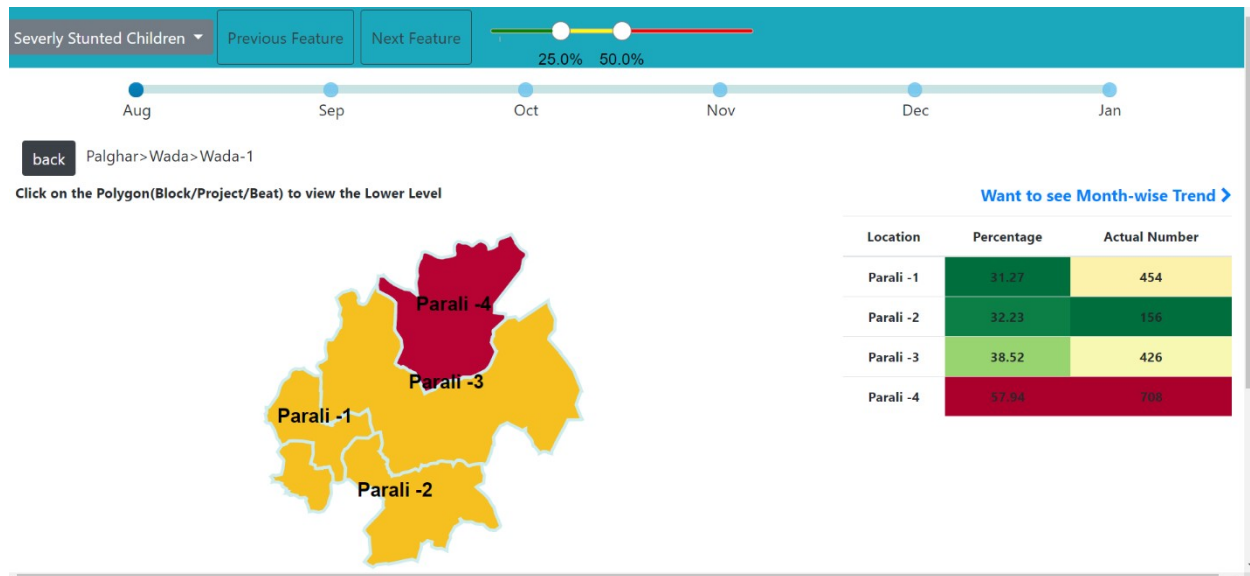 Severly Stunted Children Previous Feature Next Feature
25.0% 50.0%
Aug Sep Oct Nov Dec Jan
back Palghar>Wada>Wada-1
Click on the Polygon(Block/Project/Beat) to view the Lower Level
Want to see Month-wise Trend
Parali -4
Parali -3
Parali -1
Parali -2
Location Percentage Actual Number
Parali -1 31.27 454
Parali -2 32.23 156
Parali -3 38.52 426
Parali -4 57.94 708